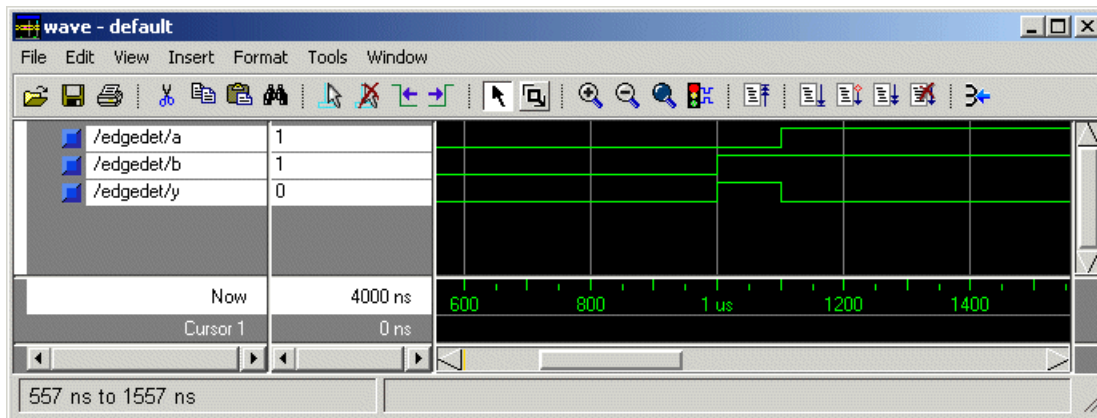 wave - default
File Edit View Insert Format Tools Window
/edgedet/a 1
/edgedet/b 1
/edgedet/y 0
Now 4000 ns 600 800 1 us 1200 1400
Cursor 1 0 ns
557 ns to 1557 ns